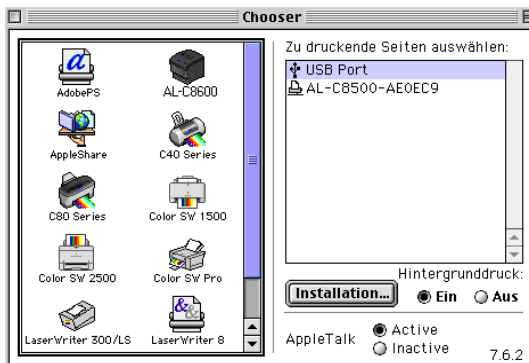 Chooser
AdobePS
AL-C8600
AppleShare
C40 Series
C80 Series
Color SW 1500
Color SW 2500
Color SW Pro
LaserWriter 300/LS
LaserWriter 8
Zu druckende Seiten auswählen:
USB Port
AL-C8500-AE0EC9
Hintergrunddruck:
Installation...
Ein
Aus
AppleTalk
Active
Inactive
7.6.2